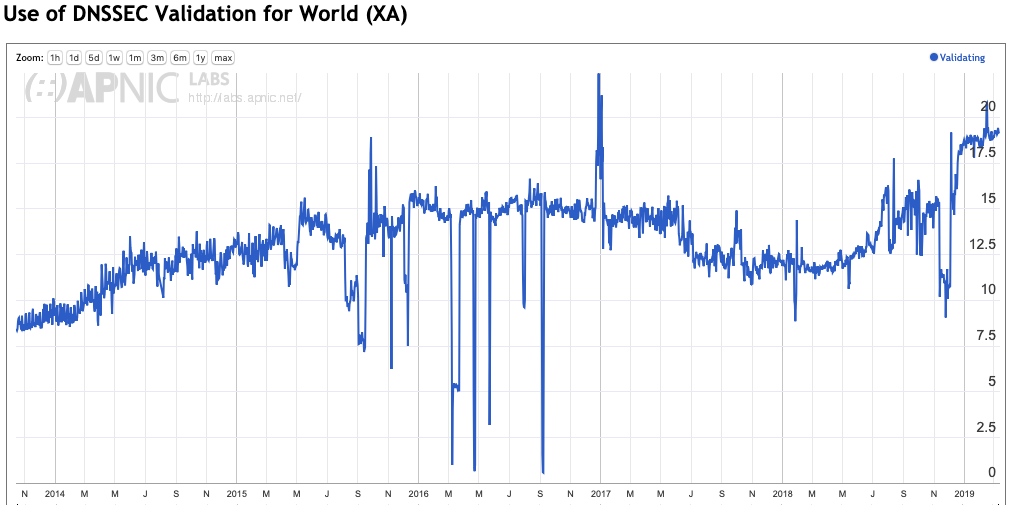 Use of DNSSEC Validation for World (XA)
Zoom: 1h 1d 5d 1w 1m 3m 6m 1y max
Validating
(::)APNIC LABS
http://labs.apnic.net/
20
17.5
15
12.5
10
7.5
5
2.5
0
N 2014 M M J S N 2015 M M J S N 2016 M M J S N 2017 M M J S N 2018 M M J S N 2019